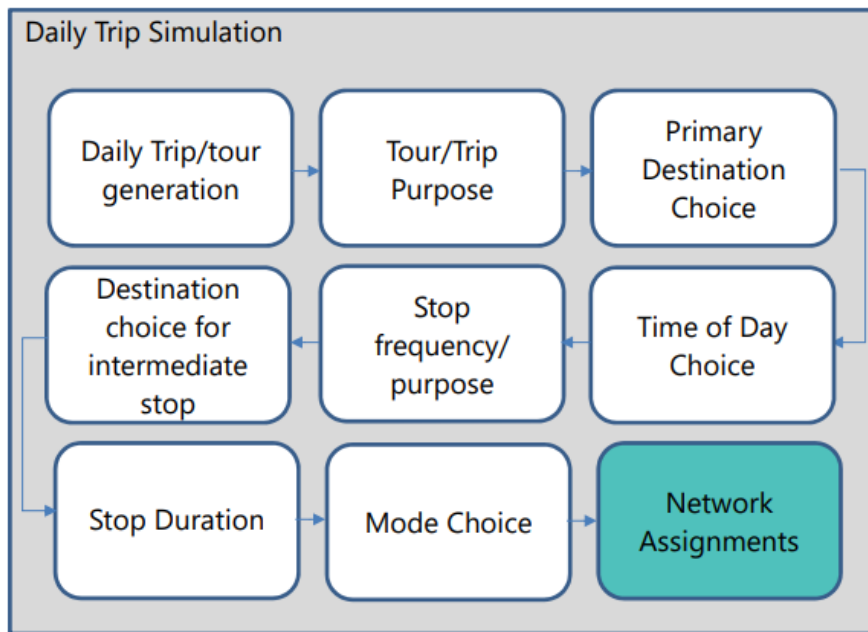 Daily Trip Simulation
Daily Trip/tour
generation
Tour/Trip
Purpose
Primary
Destination
Choice
Time of Day
Choice
Stop
frequency/
purpose
Destination
choice for
intermediate
stop
Stop Duration
Mode Choice
Network
Assignments